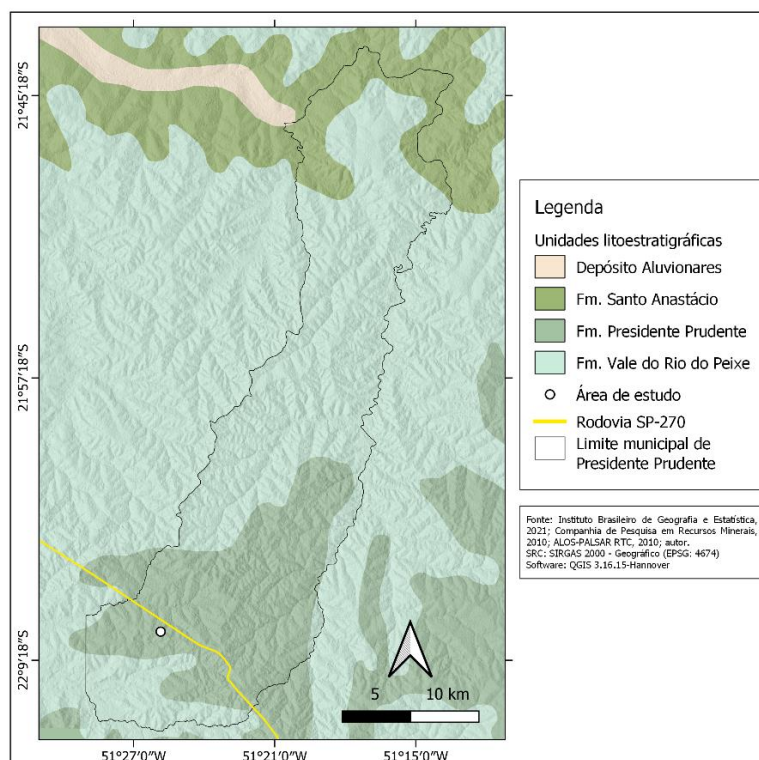 21°45'18"S
21°57'18"S
22°9'18"S
5
10 km
51°27'0"W
51°21'0"W
51°15'0"W
Legenda
Unidades litoestratigráficas
Depósito Aluvionares
Fm. Santo Anastácio
Fm. Presidente Prudente
Fm. Vale do Rio do Peixe
Área de estudo
Rodovia SP-270
Limite municipal de
Presidente Prudente
Fonte: Instituto Brasileiro de Geografia e Estatística,
2021; Companhia de Pesquisa em Recursos Minerais,
2010; ALOS-PALSAR RTC, 2010; autor.
SRC: SIRGAS 2000 - Geográfico (EPSG: 4674)
Software: QGIS 3.16.15-Hannover